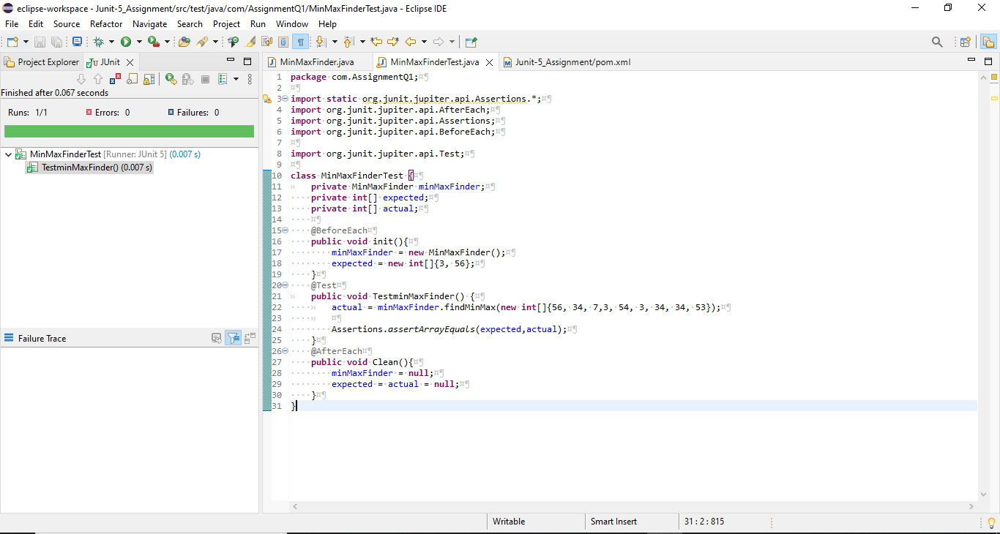 eclipse-workspace - Junit-5_Assignment/src/test/java/com/AssignmentQ1/MinMaxFinderTest.java - Eclipse IDE
File Edit Source Refactor Navigate Search Project Run Window Help
Project Explorer JUnit
Finished after 0.067 seconds
Runs: 1/1 Errors: 0 Failures: 0
MinMaxFinderTest [Runner: JUnit 5] (0.007 s)
TestminMaxFinder() (0.007 s)
Failure Trace
MinMaxFinder.java MinMaxFinderTest.java Junit-5_Assignment/pom.xml
1 package·com.AssignmentQ1;¤¶
2 ¤¶
3 import·static·org.junit.jupiter.api.Assertions.*;¤¶
4 import·org.junit.jupiter.api.AfterEach;¤¶
5 import·org.junit.jupiter.api.Assertions;¤¶
6 import·org.junit.jupiter.api.BeforeEach;¤¶
7 ¤¶
8 import·org.junit.jupiter.api.Test;¤¶
9 ¤¶
10 class·MinMaxFinderTest·{¤¶
11 » private·MinMaxFinder·minMaxFinder;¤¶
12 ····private·int[]·expected;¤¶
13 ····private·int[]·actual;¤¶
14 ····¤¶
15 ····@BeforeEach¤¶
16 ····public·void·init(){¤¶
17 ········minMaxFinder·=·new·MinMaxFinder();¤¶
18 ········expected·=·new·int[]{3,·56};¤¶
19 ····}¤¶
20 ····@Test¤¶
21 » public·void·TestminMaxFinder()·{¤¶
22 ····» actual·=·minMaxFinder.findMinMax(new·int[]{56,·34,·7,3,·54,·3,·34,·34,·53});¤¶
23 ····» ¤¶
24 ········Assertions.assertArrayEquals(expected,actual);¤¶
25 ····}¤¶
26 ····@AfterEach¤¶
27 ····public·void·Clean(){¤¶
28 ········minMaxFinder·=·null;¤¶
29 ········expected·=·actual·=·null;¤¶
30 ····}¤¶
31 }
Writable Smart Insert 31 : 2 : 815